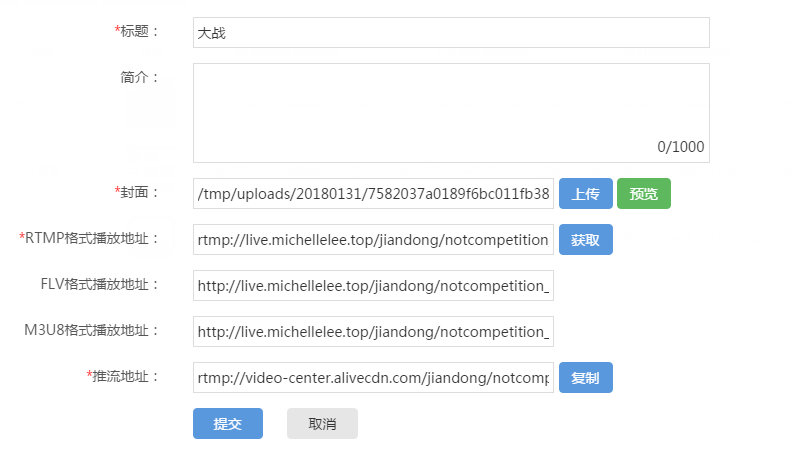 *标题： 大战
简介：
0/1000
*封面： /tmp/uploads/20180131/7582037a0189f6bc011fb38 上传 预览
*RTMP格式播放地址： rtmp://live.michellelee.top/jiandong/notcompetition 获取
FLV格式播放地址： http://live.michellelee.top/jiandong/notcompetition_
M3U8格式播放地址： http://live.michellelee.top/jiandong/notcompetition_
*推流地址： rtmp://video-center.alivecdn.com/jiandong/notcomp 复制
提交 取消